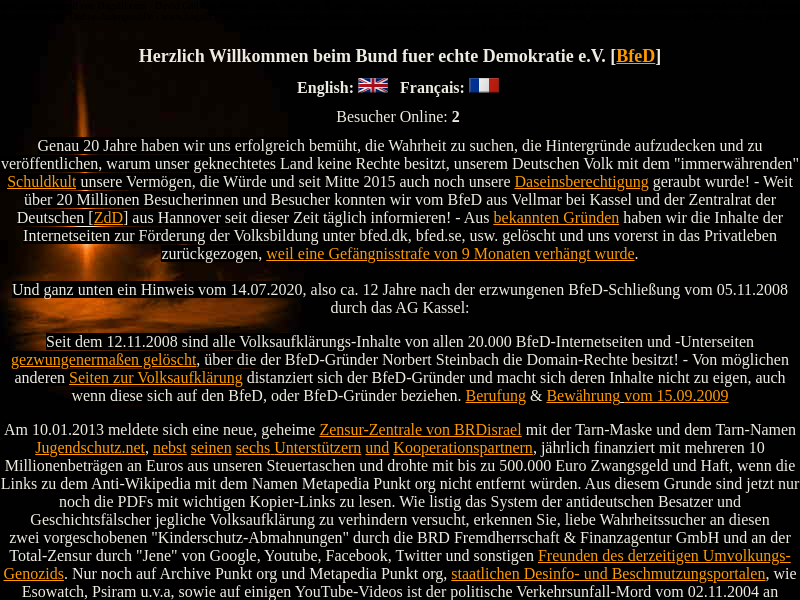 Herzlich Willkommen beim Bund fuer echte Demokratie e.V. [BfeD]
English: Français:
Besucher Online: 2
Genau 20 Jahre haben wir uns erfolgreich bemüht, die Wahrheit zu suchen, die Hintergründe aufzudecken und zu
veröffentlichen, warum unser geknechtetes Land keine Rechte besitzt, unserem Deutschen Volk mit dem "immerwährenden"
Schuldkult unsere Vermögen, die Würde und seit Mitte 2015 auch noch unsere Daseinsberechtigung geraubt wurde! - Weit
über 20 Millionen Besucherinnen und Besucher konnten wir vom BfeD aus Vellmar bei Kassel und der Zentralrat der
Deutschen [ZdD] aus Hannover seit dieser Zeit täglich informieren! - Aus bekannten Gründen haben wir die Inhalte der
Internetseiten zur Förderung der Volksbildung unter bfed.dk, bfed.se, usw. gelöscht und uns vorerst in das Privatleben
zurückgezogen, weil eine Gefängnisstrafe von 9 Monaten verhängt wurde.
Und ganz unten ein Hinweis vom 14.07.2020, also ca. 12 Jahre nach der erzwungenen BfeD-Schließung vom 05.11.2008
durch das AG Kassel:
Seit dem 12.11.2008 sind alle Volksaufklärungs-Inhalte von allen 20.000 BfeD-Internetseiten und -Unterseiten
gezwungenermaßen gelöscht, über die der BfeD-Gründer Norbert Steinbach die Domain-Rechte besitzt! - Von möglichen
anderen Seiten zur Volksaufklärung distanziert sich der BfeD-Gründer und macht sich deren Inhalte nicht zu eigen, auch
wenn diese sich auf den BfeD, oder BfeD-Gründer beziehen. Berufung & Bewährung vom 15.09.2009
Am 10.01.2013 meldete sich eine neue, geheime Zensur-Zentrale von BRDisrael mit der Tarn-Maske und dem Tarn-Namen
Jugendschutz.net, nebst seinen sechs Unterstützern und Kooperationspartnern, jährlich finanziert mit mehreren 10
Millionenbeträgen an Euros aus unseren Steuertaschen und drohte mit bis zu 500.000 Euro Zwangsgeld und Haft, wenn die
Links zu dem Anti-Wikipedia mit dem Namen Metapedia Punkt org nicht entfernt würden. Aus diesem Grunde sind jetzt nur
noch die PDFs mit wichtigen Kopier-Links zu lesen. Wie listig das System der antideutschen Besatzer und
Geschichtsfälscher jegliche Volksaufklärung zu verhindern versucht, erkennen Sie, liebe Wahrheitssucher an diesen
zwei vorgeschobenen "Kinderschutz-Abmahnungen" durch die BRD Fremdherrschaft & Finanzagentur GmbH und an der
Total-Zensur durch "Jene" von Google, Youtube, Facebook, Twitter und sonstigen Freunden des derzeitigen Umvolkungs-
Genozids. Nur noch auf Archive Punkt org und Metapedia Punkt org, staatlichen Desinfo- und Beschmutzungsportalen, wie
Esowatch, Psiram u.v.a, sowie auf einigen YouTube-Videos ist der politische Verkehrsunfall-Mord vom 02.11.2004 an